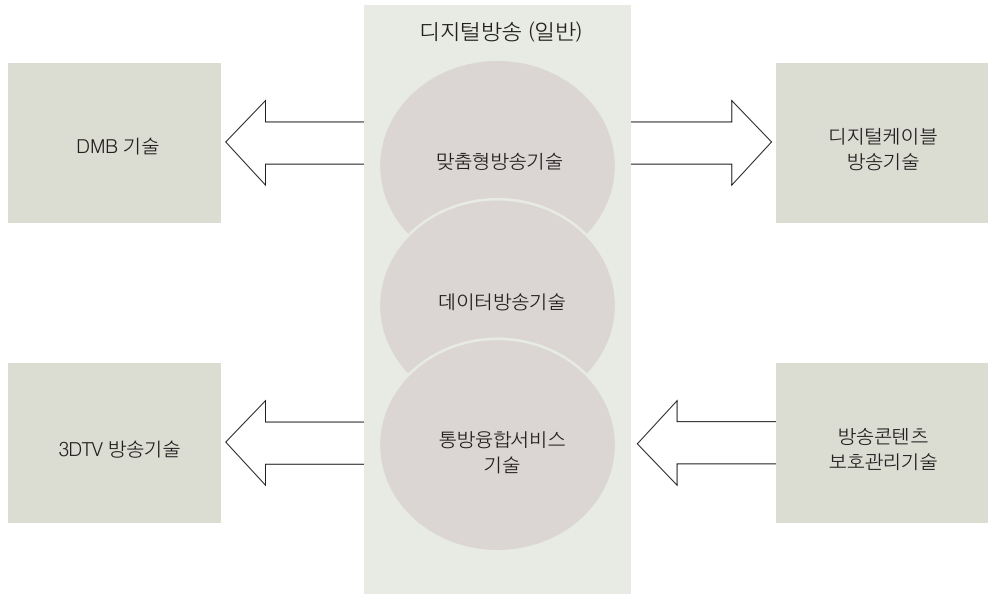 디지털방송 (일반)
DMB 기술
맞춤형방송기술
디지털케이블
방송기술
데이터방송기술
3DTV 방송기술
통방융합서비스
기술
방송콘텐츠
보호관리기술